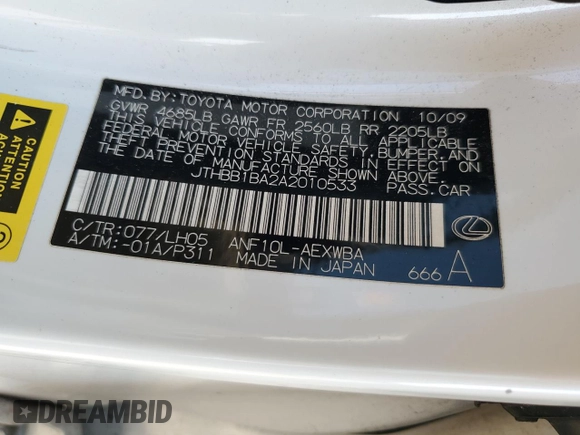 MFD. BY: TOYOTA MOTOR CORPORATION 10/09
GVWR 4685LB GAWR FR 2560LB RR 2205LB
THIS VEHICLE CONFORMS TO ALL APPLICABLE
FEDERAL MOTOR VEHICLE SAFETY, BUMPER, AND
THEFT PREVENTION STANDARDS IN EFFECT ON
THE DATE OF MANUFACTURE SHOWN ABOVE.
JTHBB1BA2A2010533 PASS.CAR
C/TR: 077/LH05 ANF10L-AEXWBA
A/TM: -01A/P311 MADE IN JAPAN
666 A
CAUTION
ATTENTION
DREAMBID